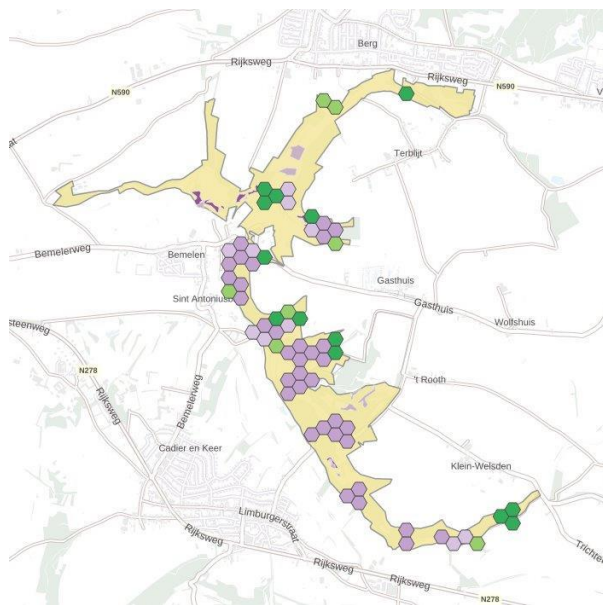 Berg
Rijksweg
Rijksweg
N590
N590
Terblijt
Bemelerweg
Bemelen
Gasthuis
Sint Antoniusb
Gasthuis
Wolfshuis
steenweg
N278
't Rooth
Rijksweg
Bemelerweg
Cadier en Keer
Klein-Welsden
Limburgerstraat
Rijksweg
Trichter
Rijksweg
N278